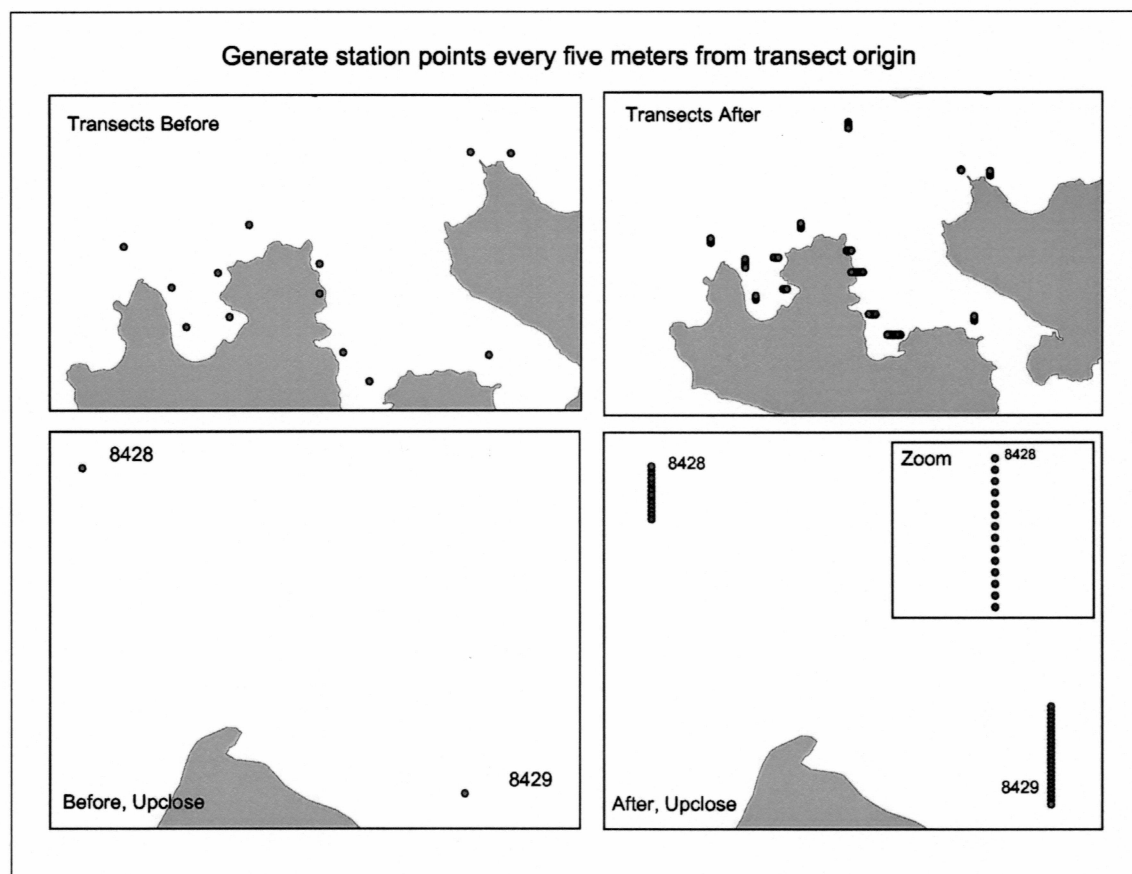 Generate station points every five meters from transect origin
Transects Before
Transects After
8428
Before, Upclose
8429
8428
Zoom
8428
After, Upclose
8429